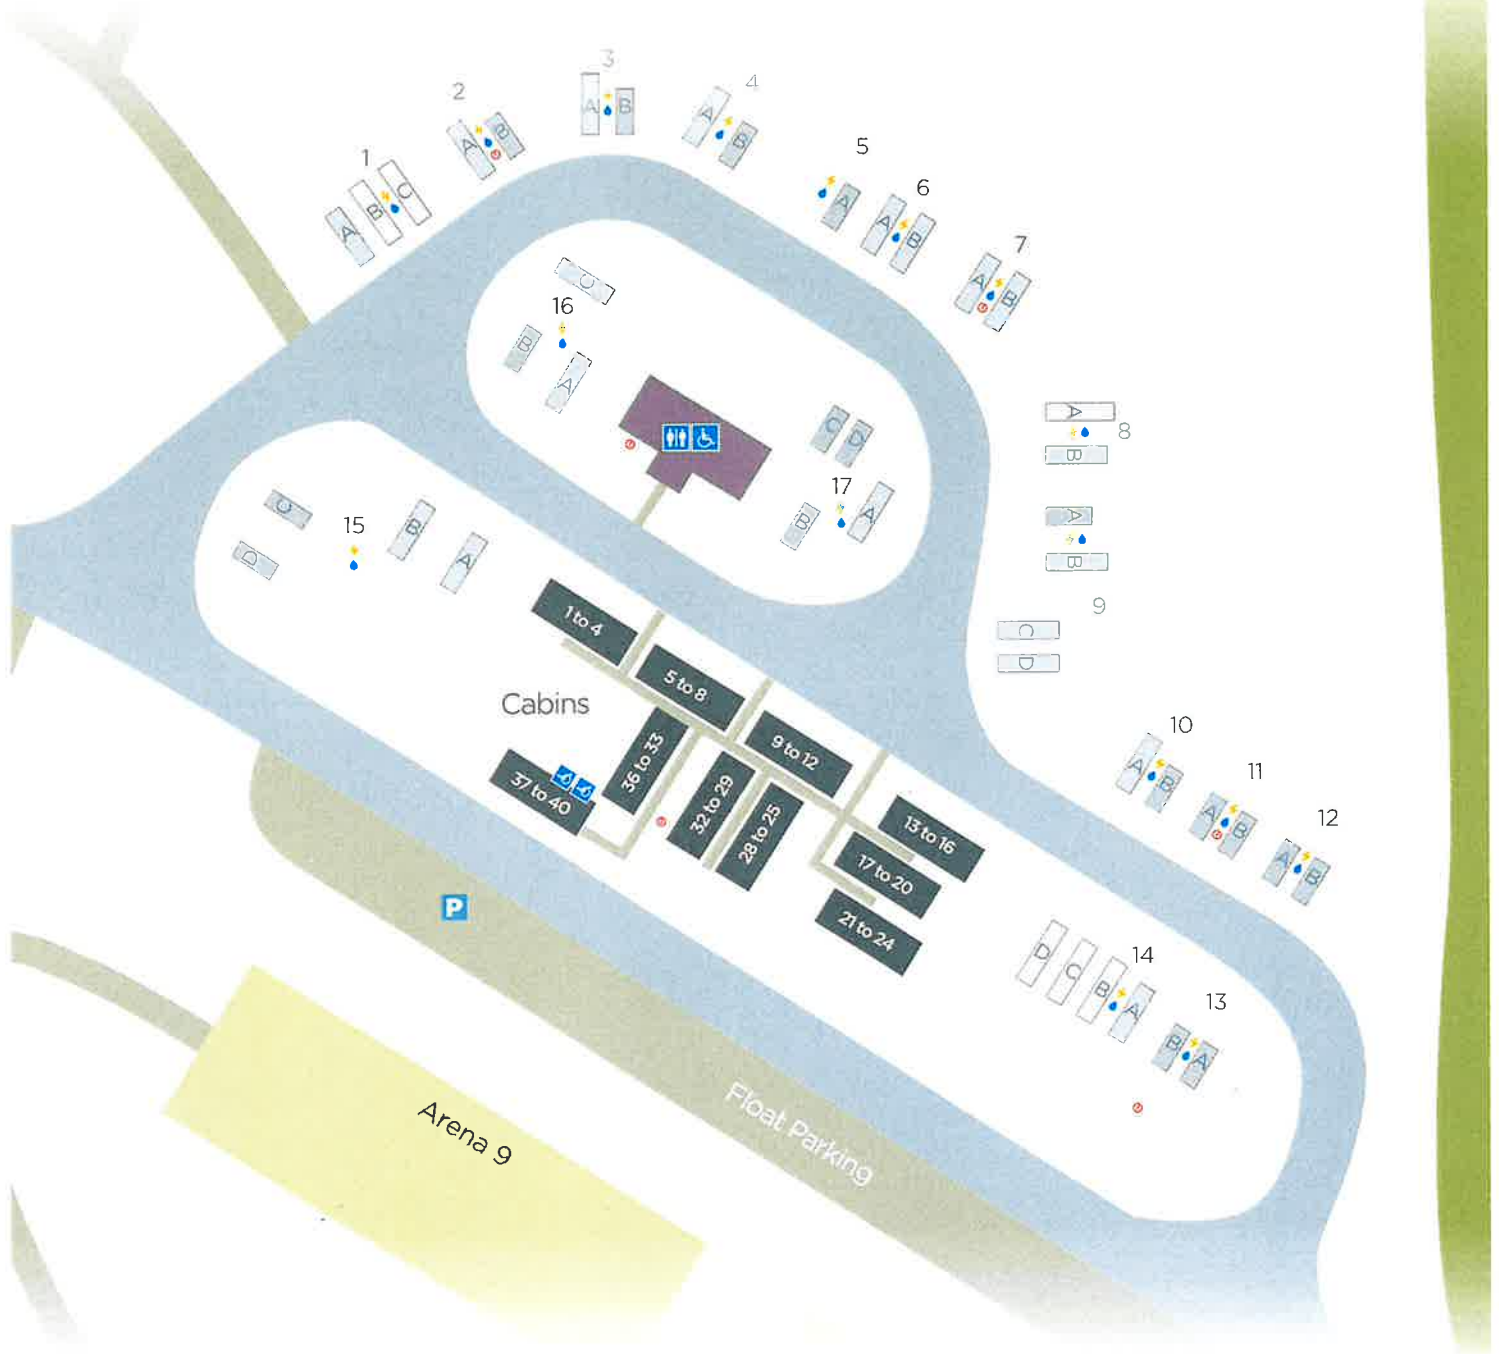 3
2
4
A
B
A
B
A
B
5
1
A
B
C
A
6
A
B
7
A
B
C
16
B
A
A
8
B
C
D
17
B
A
A
B
9
C
D
C
15
B
A
D
1 to 4
5 to 8
Cabins
9 to 12
36 to 33
37 to 40
32 to 29
28 to 25
13 to 16
17 to 20
21 to 24
10
A
B
11
A
B
12
A
B
P
14
D
C
B
A
13
B
A
Float Parking
Arena 9